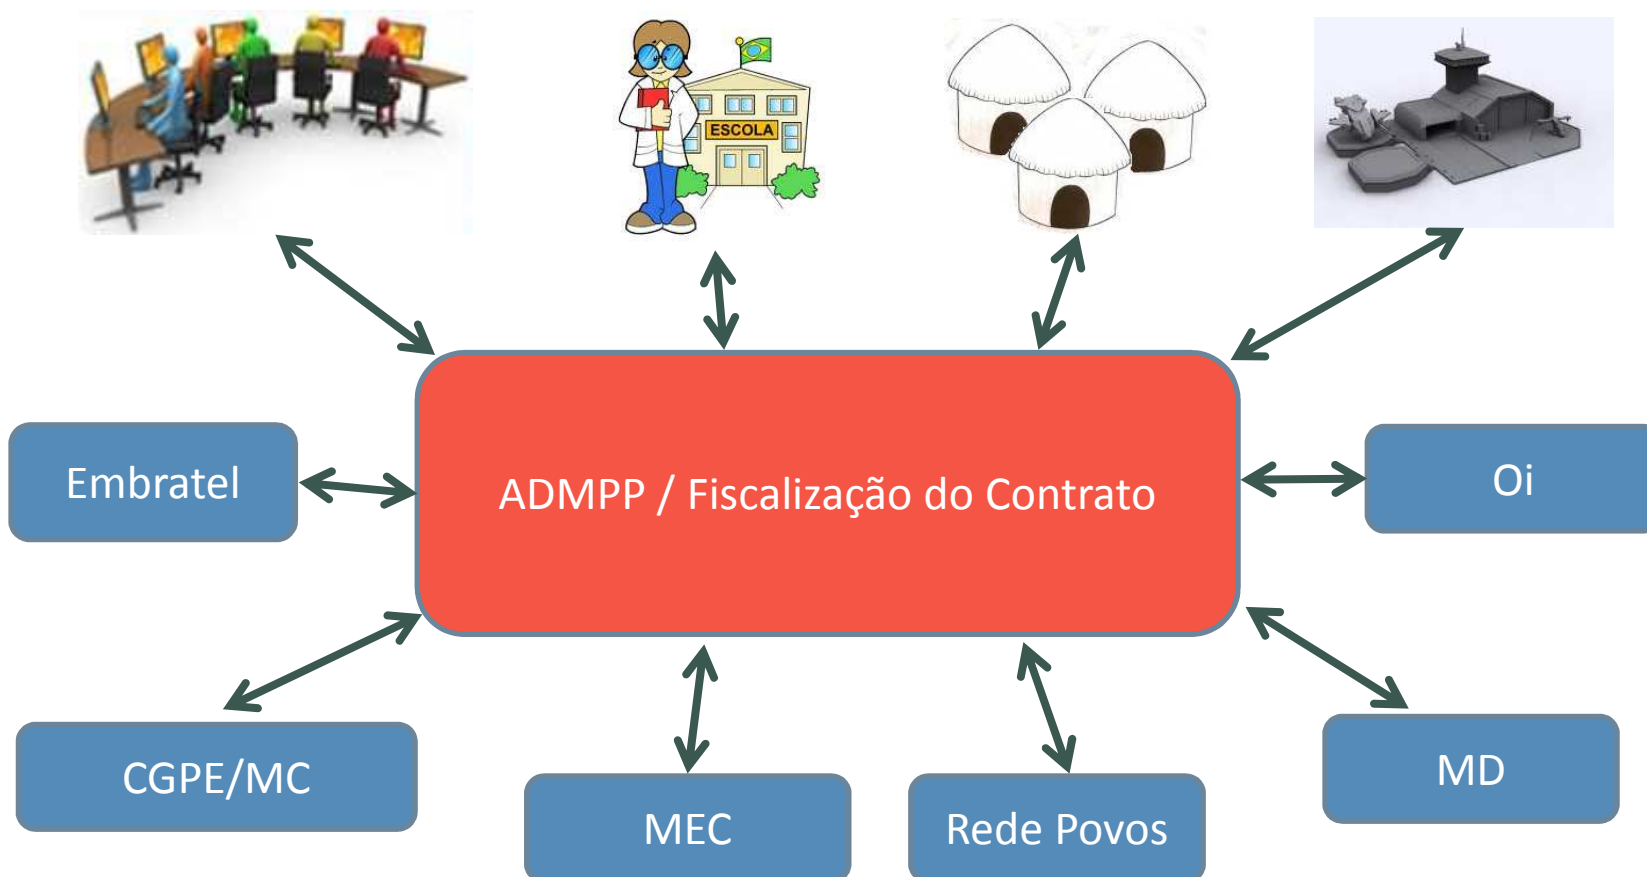 ESCOLA
Embratel
ADMPP / Fiscalização do Contrato
Oi
CGPE/MC
MEC
Rede Povos
MD